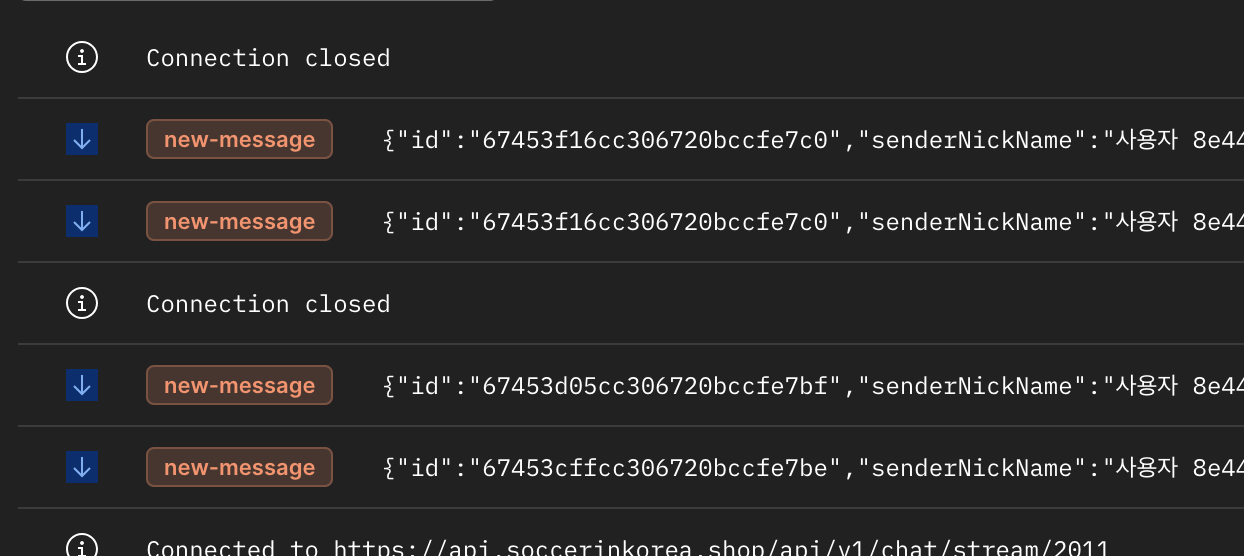 Connection closed
new-message {"id":"67453f16cc306720bccfe7c0","senderNickName":"사용자 8e44
new-message {"id":"67453f16cc306720bccfe7c0","senderNickName":"사용자 8e44
Connection closed
new-message {"id":"67453d05cc306720bccfe7bf","senderNickName":"사용자 8e44
new-message {"id":"67453cffcc306720bccfe7be","senderNickName":"사용자 8e44
Connected to https://api.soccerinkorea.shop/api/v1/chat/stream/2011